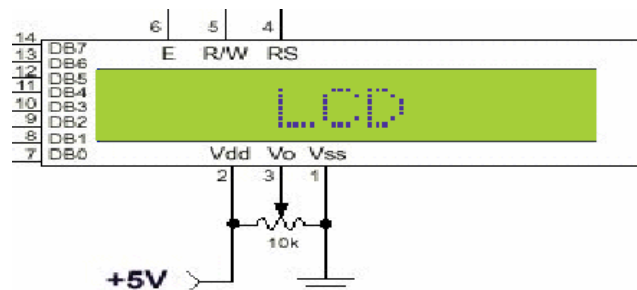 6 5 4
14 DB7 E R/W RS
13 DB6
12 DB5
11 DB4
10 DB3
9 DB2
8 DB1
7 DB0
LCD
Vdd Vo Vss
2 3 1
10k
+5V